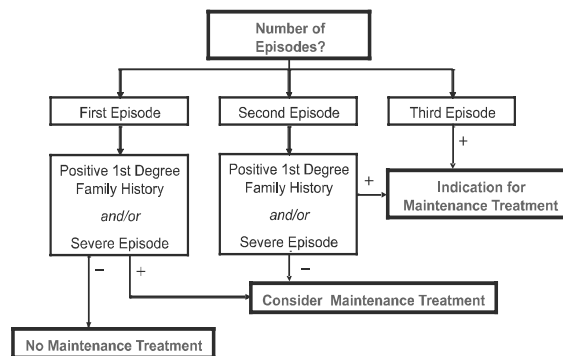 Number of
Episodes?
First Episode
Second Episode
Third Episode
+
Positive 1st Degree
Family History
and/or
Severe Episode
Positive 1st Degree
Family History
and/or
Severe Episode
+
Indication for
Maintenance Treatment
−
+
−
Consider Maintenance Treatment
No Maintenance Treatment